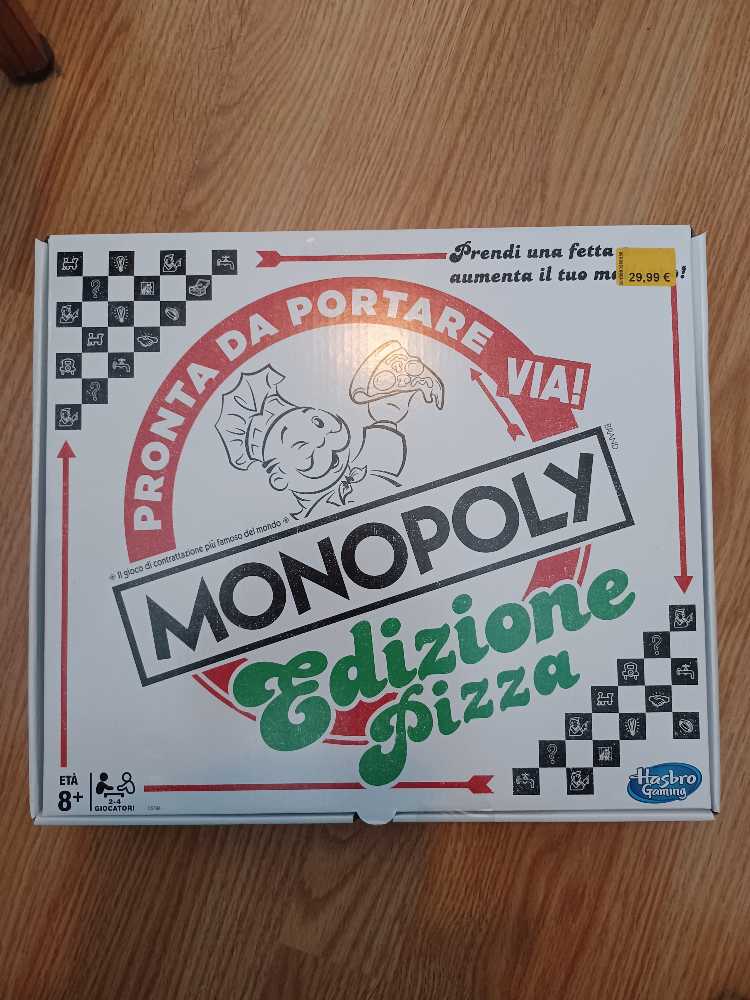 Prendi una fetta
aumenta il tuo
29,99 €
PRONTA DA PORTARE
VIA!
BRAND
Il gioco di contrattazione più famoso del mondo
MONOPOLY
Edizione
Pizza
ETÀ
8+
2-4
GIOCATORI
Hasbro
Gaming